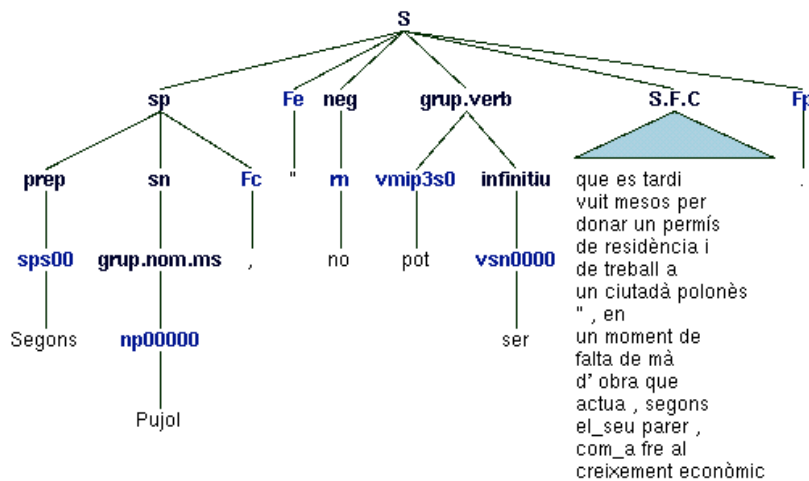 S
sp Fe neg grup.verb S.F.C Fp
prep sn Fc " rn vmip3s0 infinitiu que es tardi .
vuit mesos per
donar un permís
sps00 grup.nom.ms , no pot vsn0000 de residència i
de treball a
un ciutadà polonès
Segons np00000 ser " , en
un moment de
falta de mà
d' obra que
Pujol actua , segons
el_seu parer ,
com_a fre al
creixement econòmic